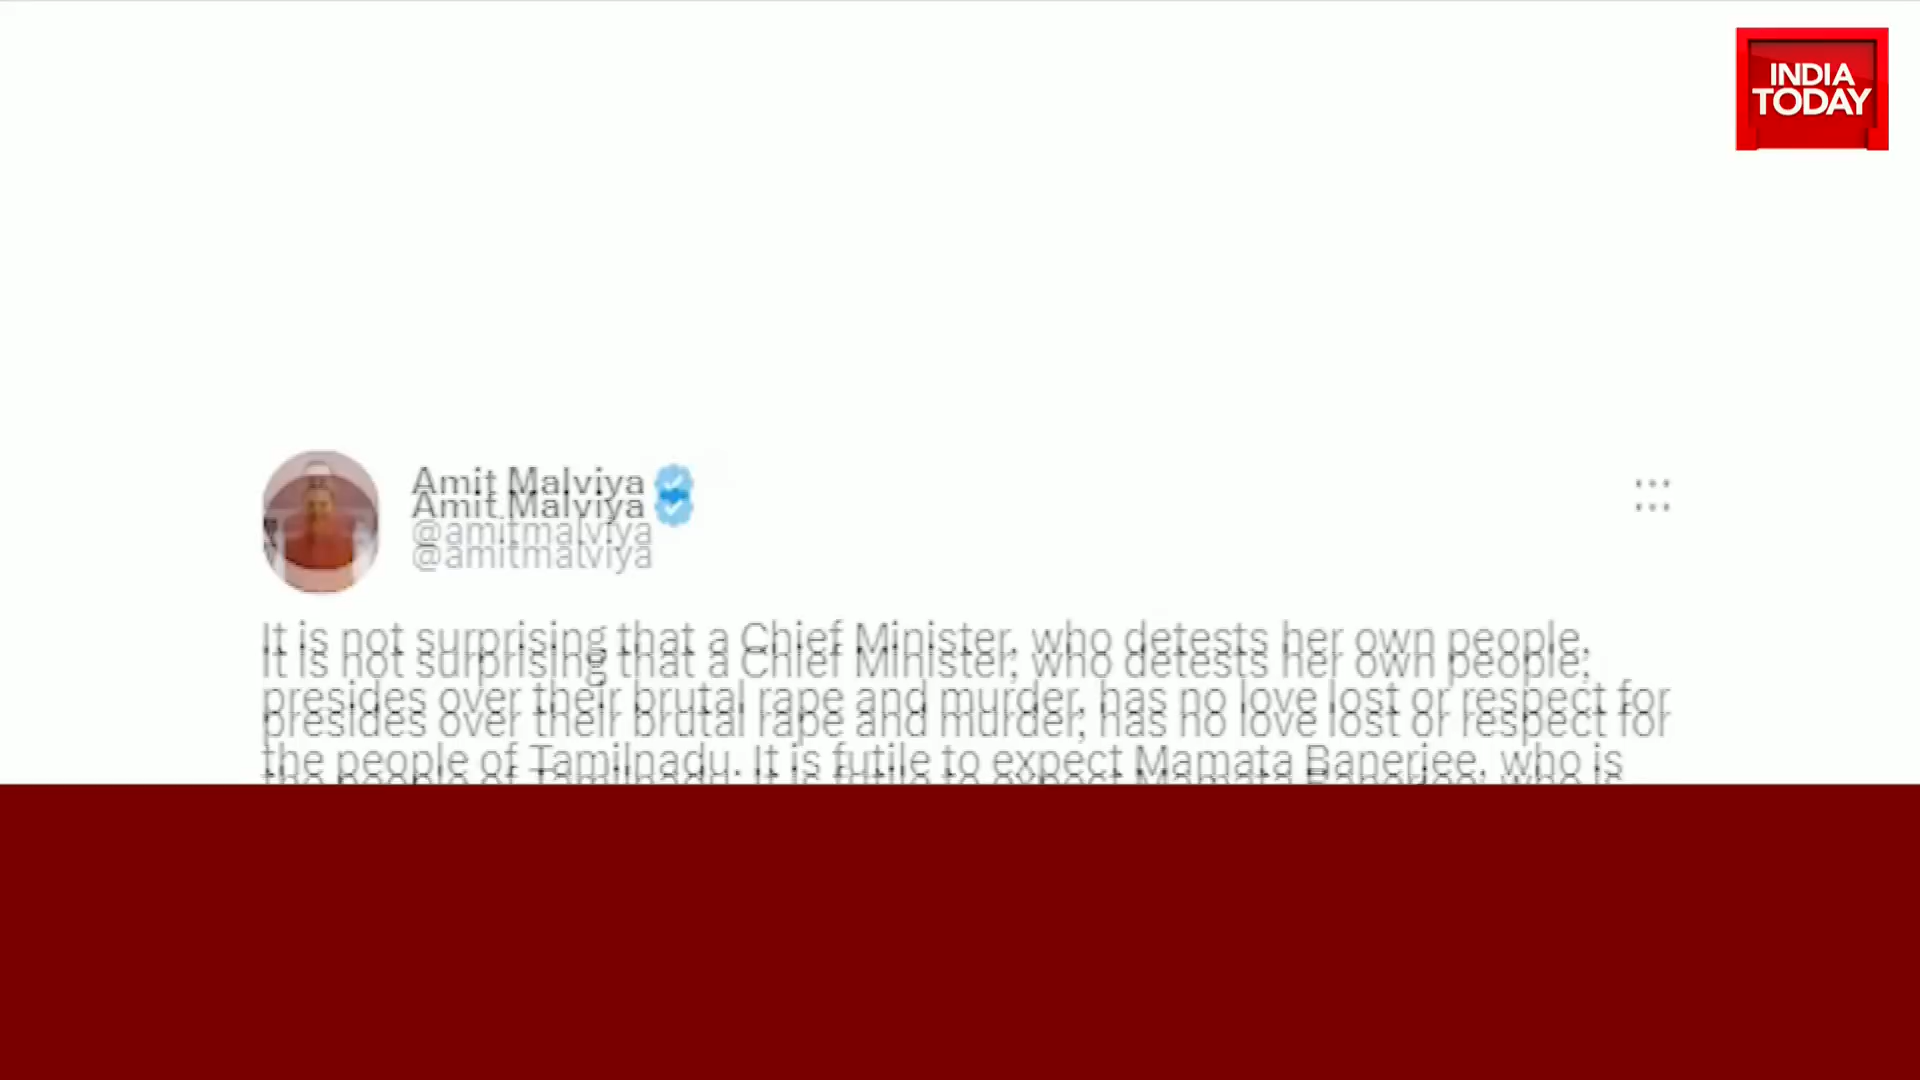 INDIA
TODAY
Amit Malviya
@amitmalviya
It is not surprising that a Chief Minister, who detests her own people,
presides over their brutal rape and murder, has no love lost or respect for
the people of Tamilnadu. It is futile to expect Mamata Banerjee, who is